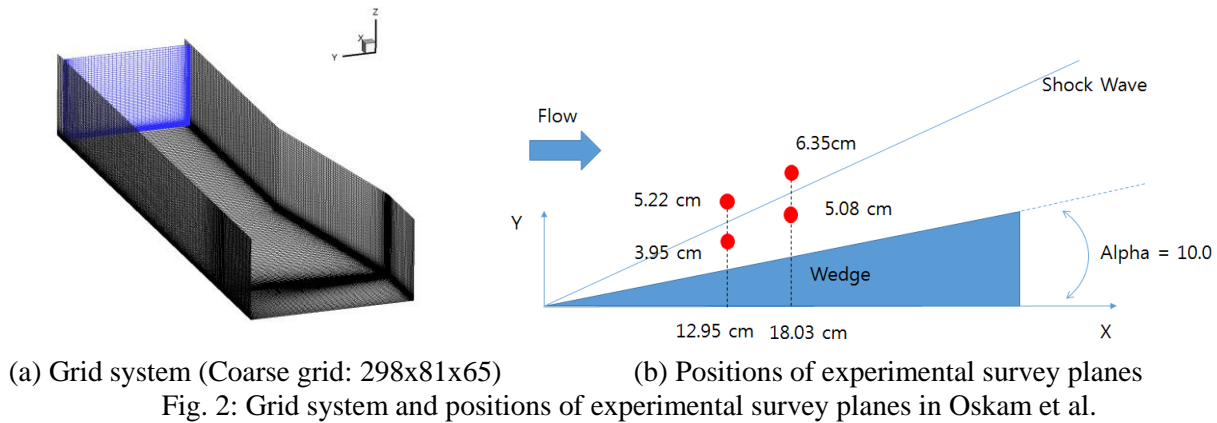 Z
X
Y
Flow
Shock Wave
6.35cm
5.22 cm
5.08 cm
Y
3.95 cm
Wedge
Alpha = 10.0
12.95 cm
18.03 cm
X
(a) Grid system (Coarse grid: 298x81x65)
(b) Positions of experimental survey planes
Fig. 2: Grid system and positions of experimental survey planes in Oskam et al.